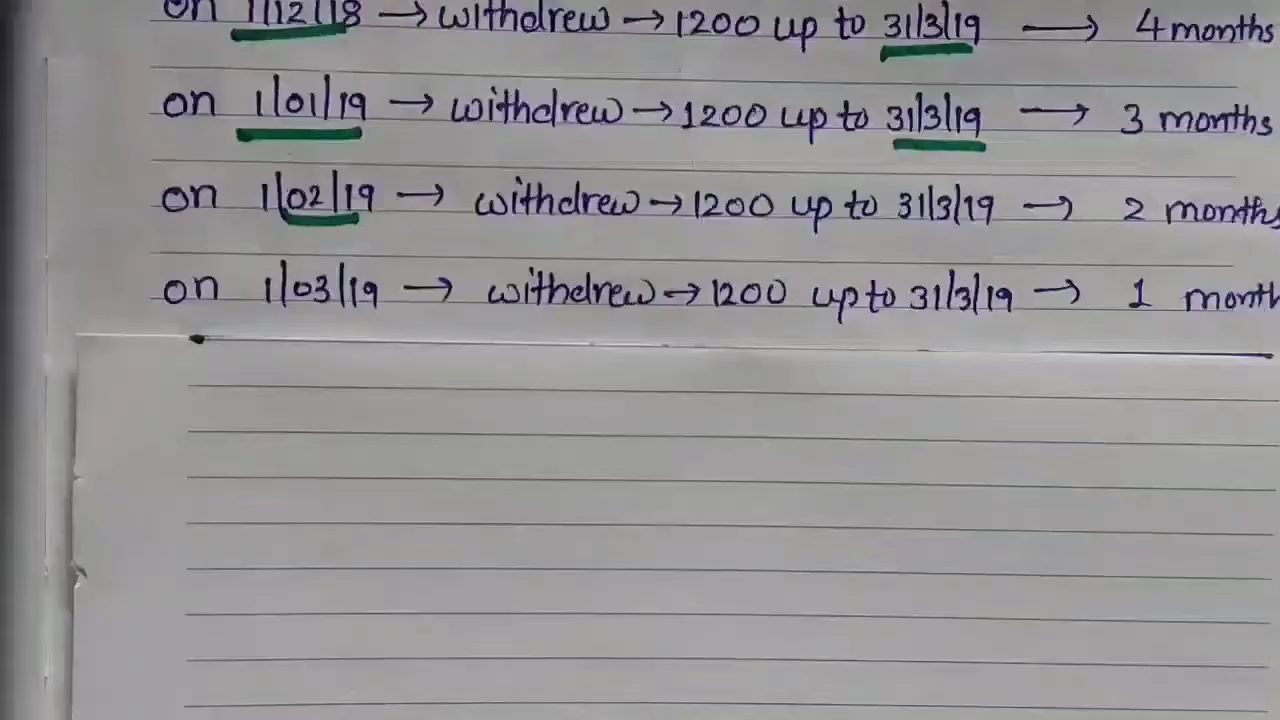 on 1/12/18 → withdrew → 1200 up to 31/3/19 → 4 months
on 1/01/19 → withdrew → 1200 up to 31/3/19 → 3 months
on 1/02/19 → withdrew → 1200 up to 31/3/19 → 2 months
on 1/03/19 → withdrew → 1200 up to 31/3/19 → 1 month